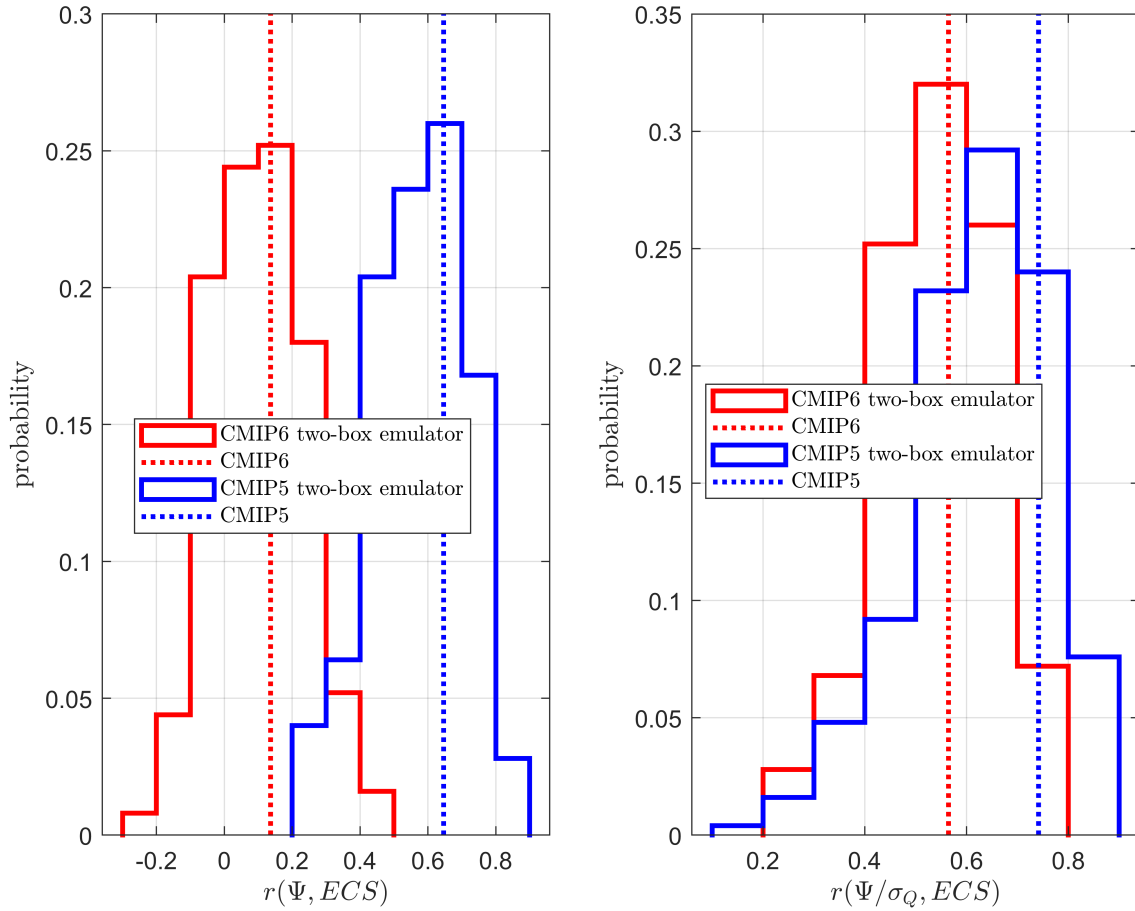 0.3
0.25
0.2
0.15
0.1
0.05
0
probability
CMIP6 two-box emulator
CMIP6
CMIP5 two-box emulator
CMIP5
-0.2 0 0.2 0.4 0.6 0.8
r(Ψ, ECS)
0.35
0.3
0.25
0.2
0.15
0.1
0.05
0
probability
CMIP6 two-box emulator
CMIP6
CMIP5 two-box emulator
CMIP5
0.2 0.4 0.6 0.8
r(Ψ/σ_Q, ECS)